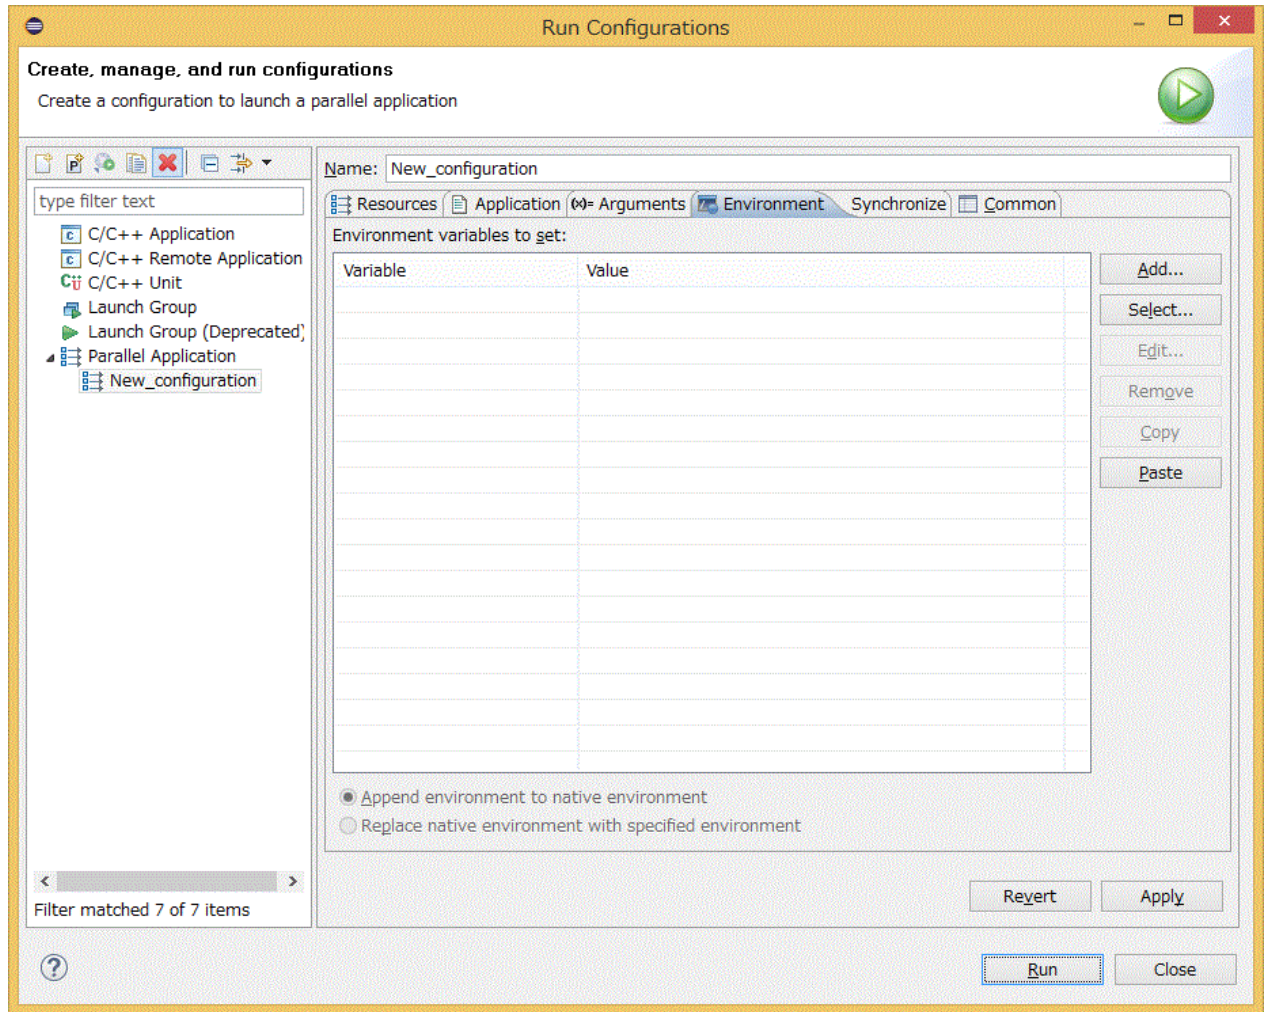 Run Configurations
Create, manage, and run configurations
Create a configuration to launch a parallel application
type filter text
C/C++ Application
C/C++ Remote Application
C/C++ Unit
Launch Group
Launch Group (Deprecated)
Parallel Application
New_configuration
Filter matched 7 of 7 items
Name: New_configuration
Resources Application (x)= Arguments Environment Synchronize Common
Environment variables to set:
Variable Value
Add...
Select...
Edit...
Remove
Copy
Paste
Append environment to native environment
Replace native environment with specified environment
Revert Apply
Run Close